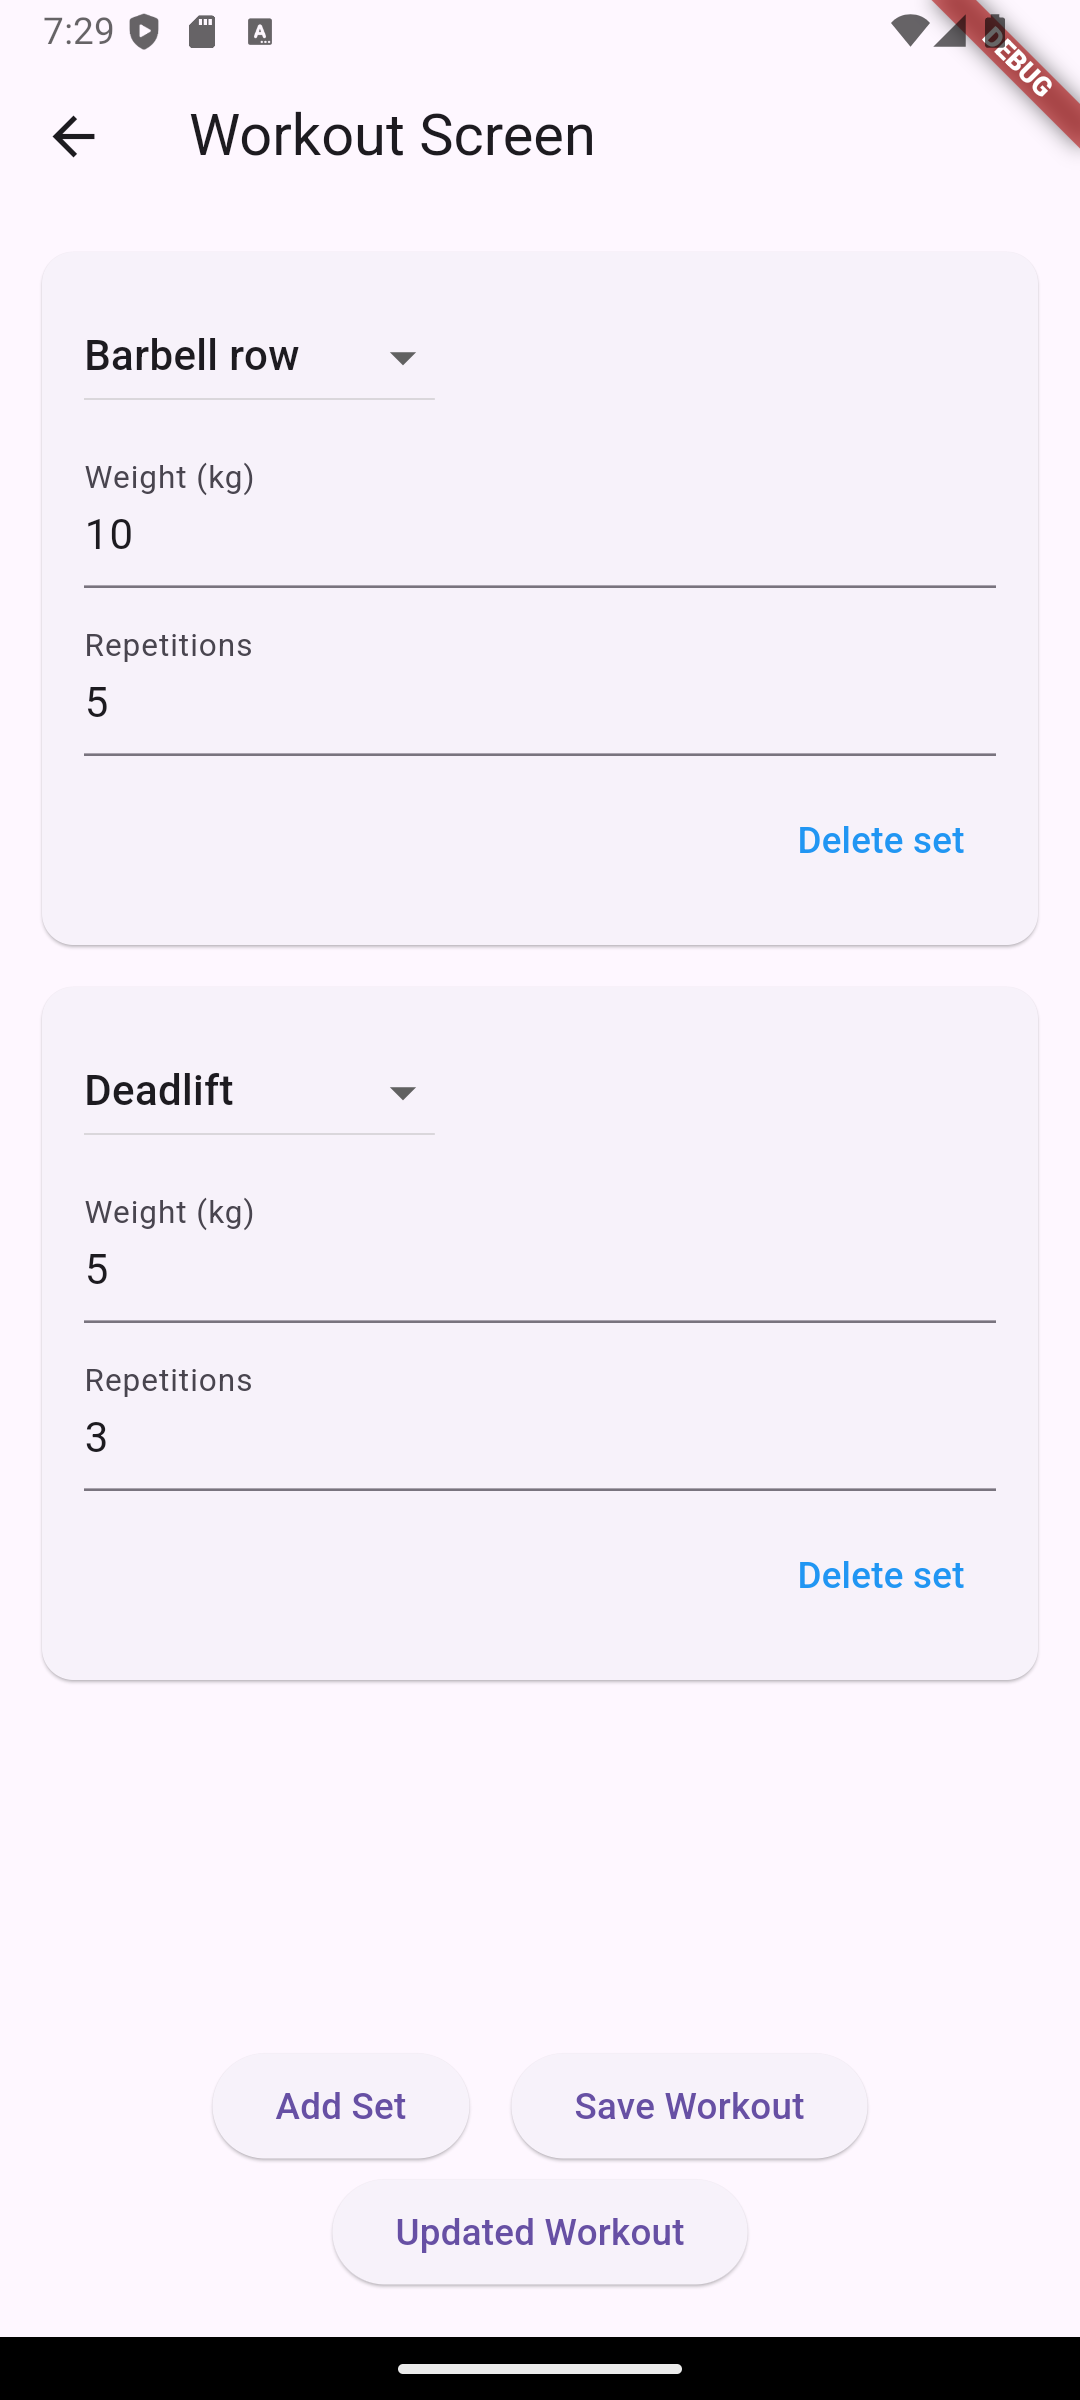 7:29
DEBUG
Workout Screen
Barbell row
Weight (kg)
10
Repetitions
5
Delete set
Deadlift
Weight (kg)
5
Repetitions
3
Delete set
Add Set
Save Workout
Updated Workout